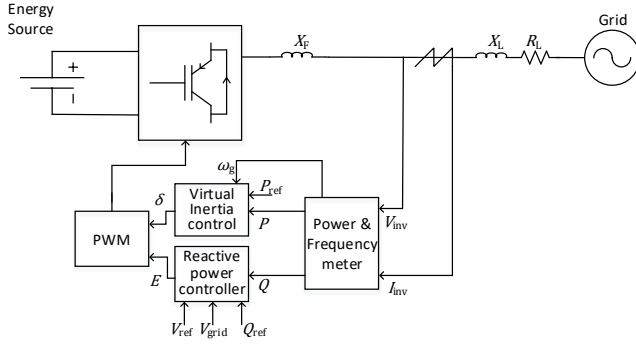 Energy
Source
Grid
X_F
X_L
R_L
+
ω_g
P_ref
δ
Virtual
Inertia
control
P
Power &
Frequency
meter
V_inv
PWM
E
Reactive
power
controller
Q
I_inv
V_ref
V_grid
Q_ref